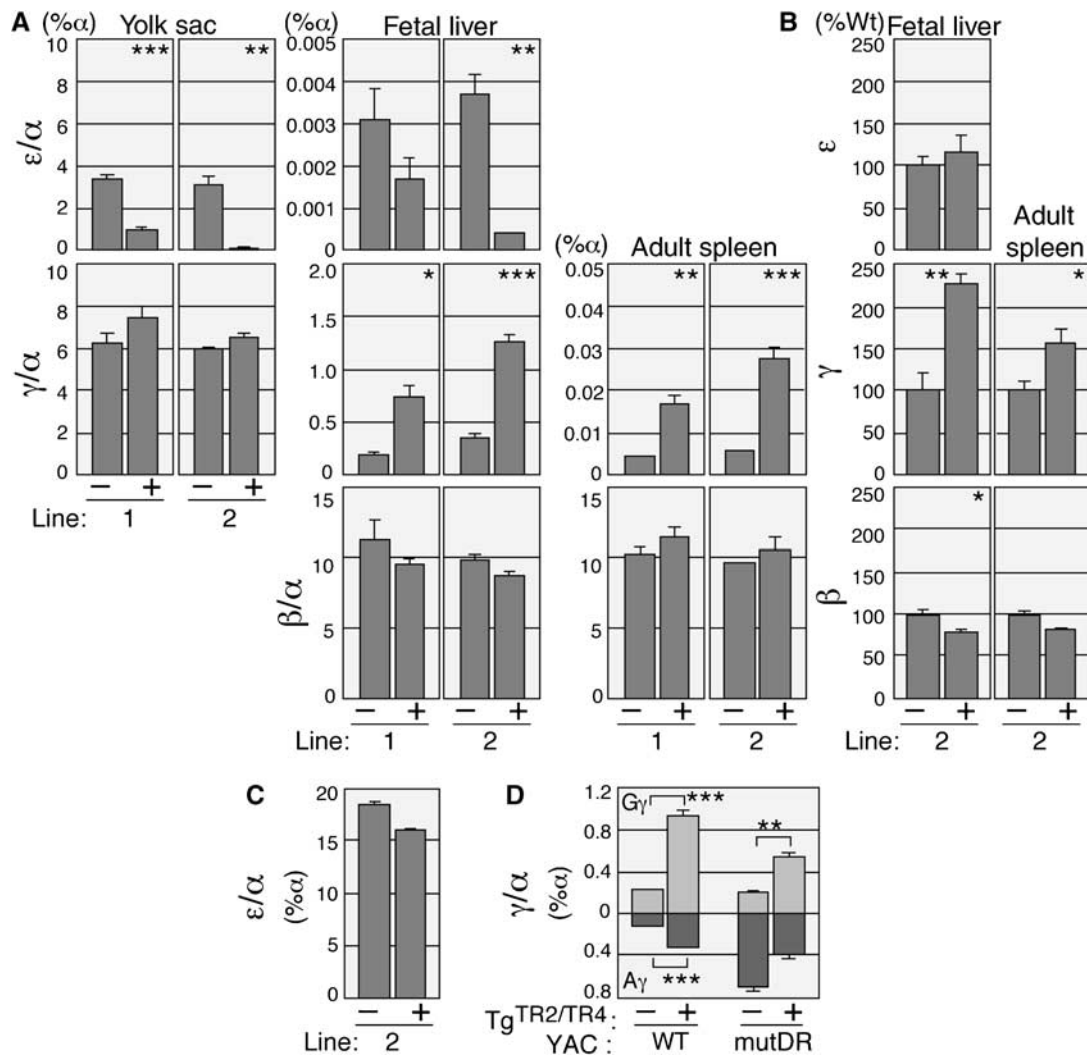 A (%α) Yolk sac Fetal liver B (%Wt) Fetal liver
10 *** ** 0.005 ** 250
8 0.004 200
6 0.003 150
4 0.002 100
2 0.001 50
0 0 0
ε/α ε
(%α) Adult spleen Adult spleen
10 2.0 * *** 0.05 ** *** 250 ** *
8 1.5 0.04 200
6 1.0 0.03 150
4 0.5 0.02 100
2 0.01 50
0 0 0 0
γ/α γ
− + − +
Line: 1 2
15 15 250 *
10 10 200
5 5 150
0 0 100
50
0
β/α β
− + − + − + − + − + − +
Line: 1 2 1 2 Line: 2 2
C D
20
15
10
5
0
ε/α (%α)
− +
Line: 2
1.2
0.8
0.4
0
0.4
0.8
γ/α (%α)
Gγ *** **
Aγ ***
TgTR2/TR4 : − + − + :
YAC : WT mutDR